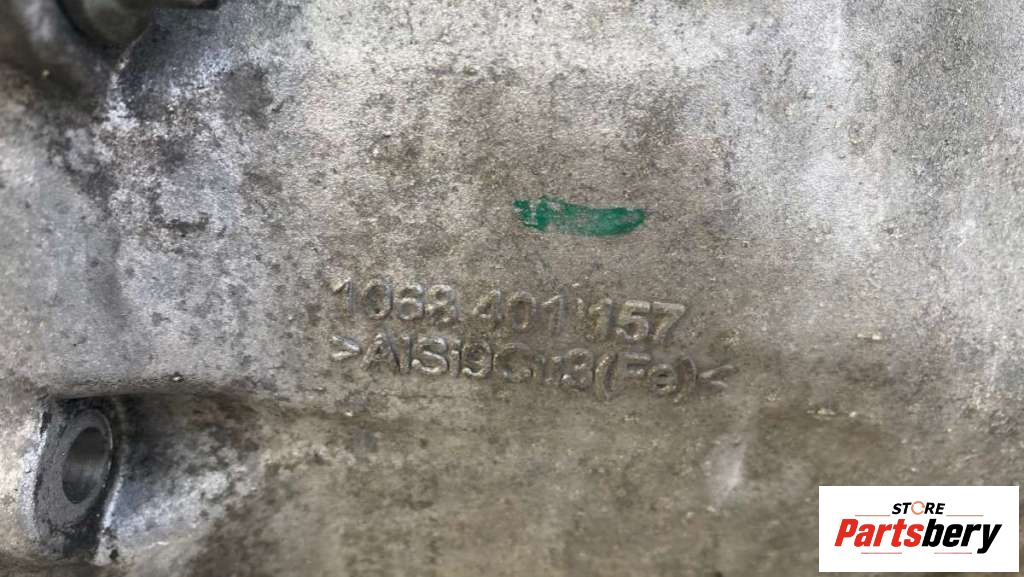 1068 401 157
>AlSi9Cu3(Fe)<
STORE
Partsbery